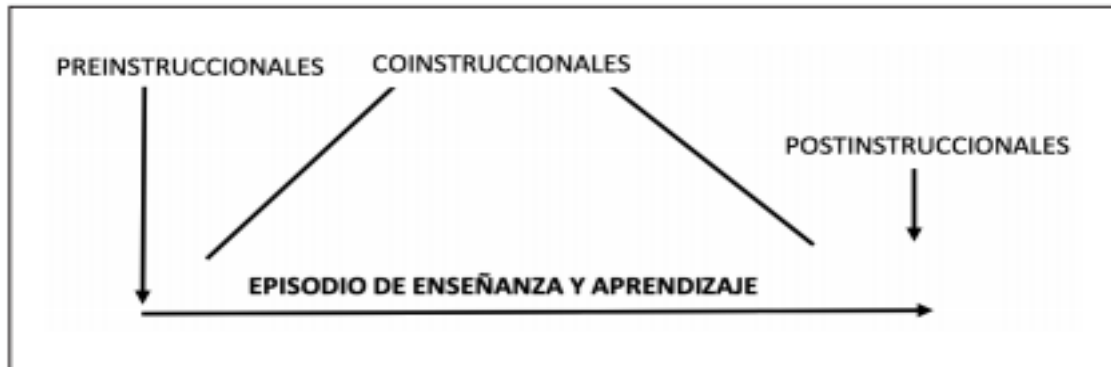 PREINSTRUCCIONALES COINSTRUCCIONALES
POSTINSTRUCCIONALES
EPISODIO DE ENSEÑANZA Y APRENDIZAJE